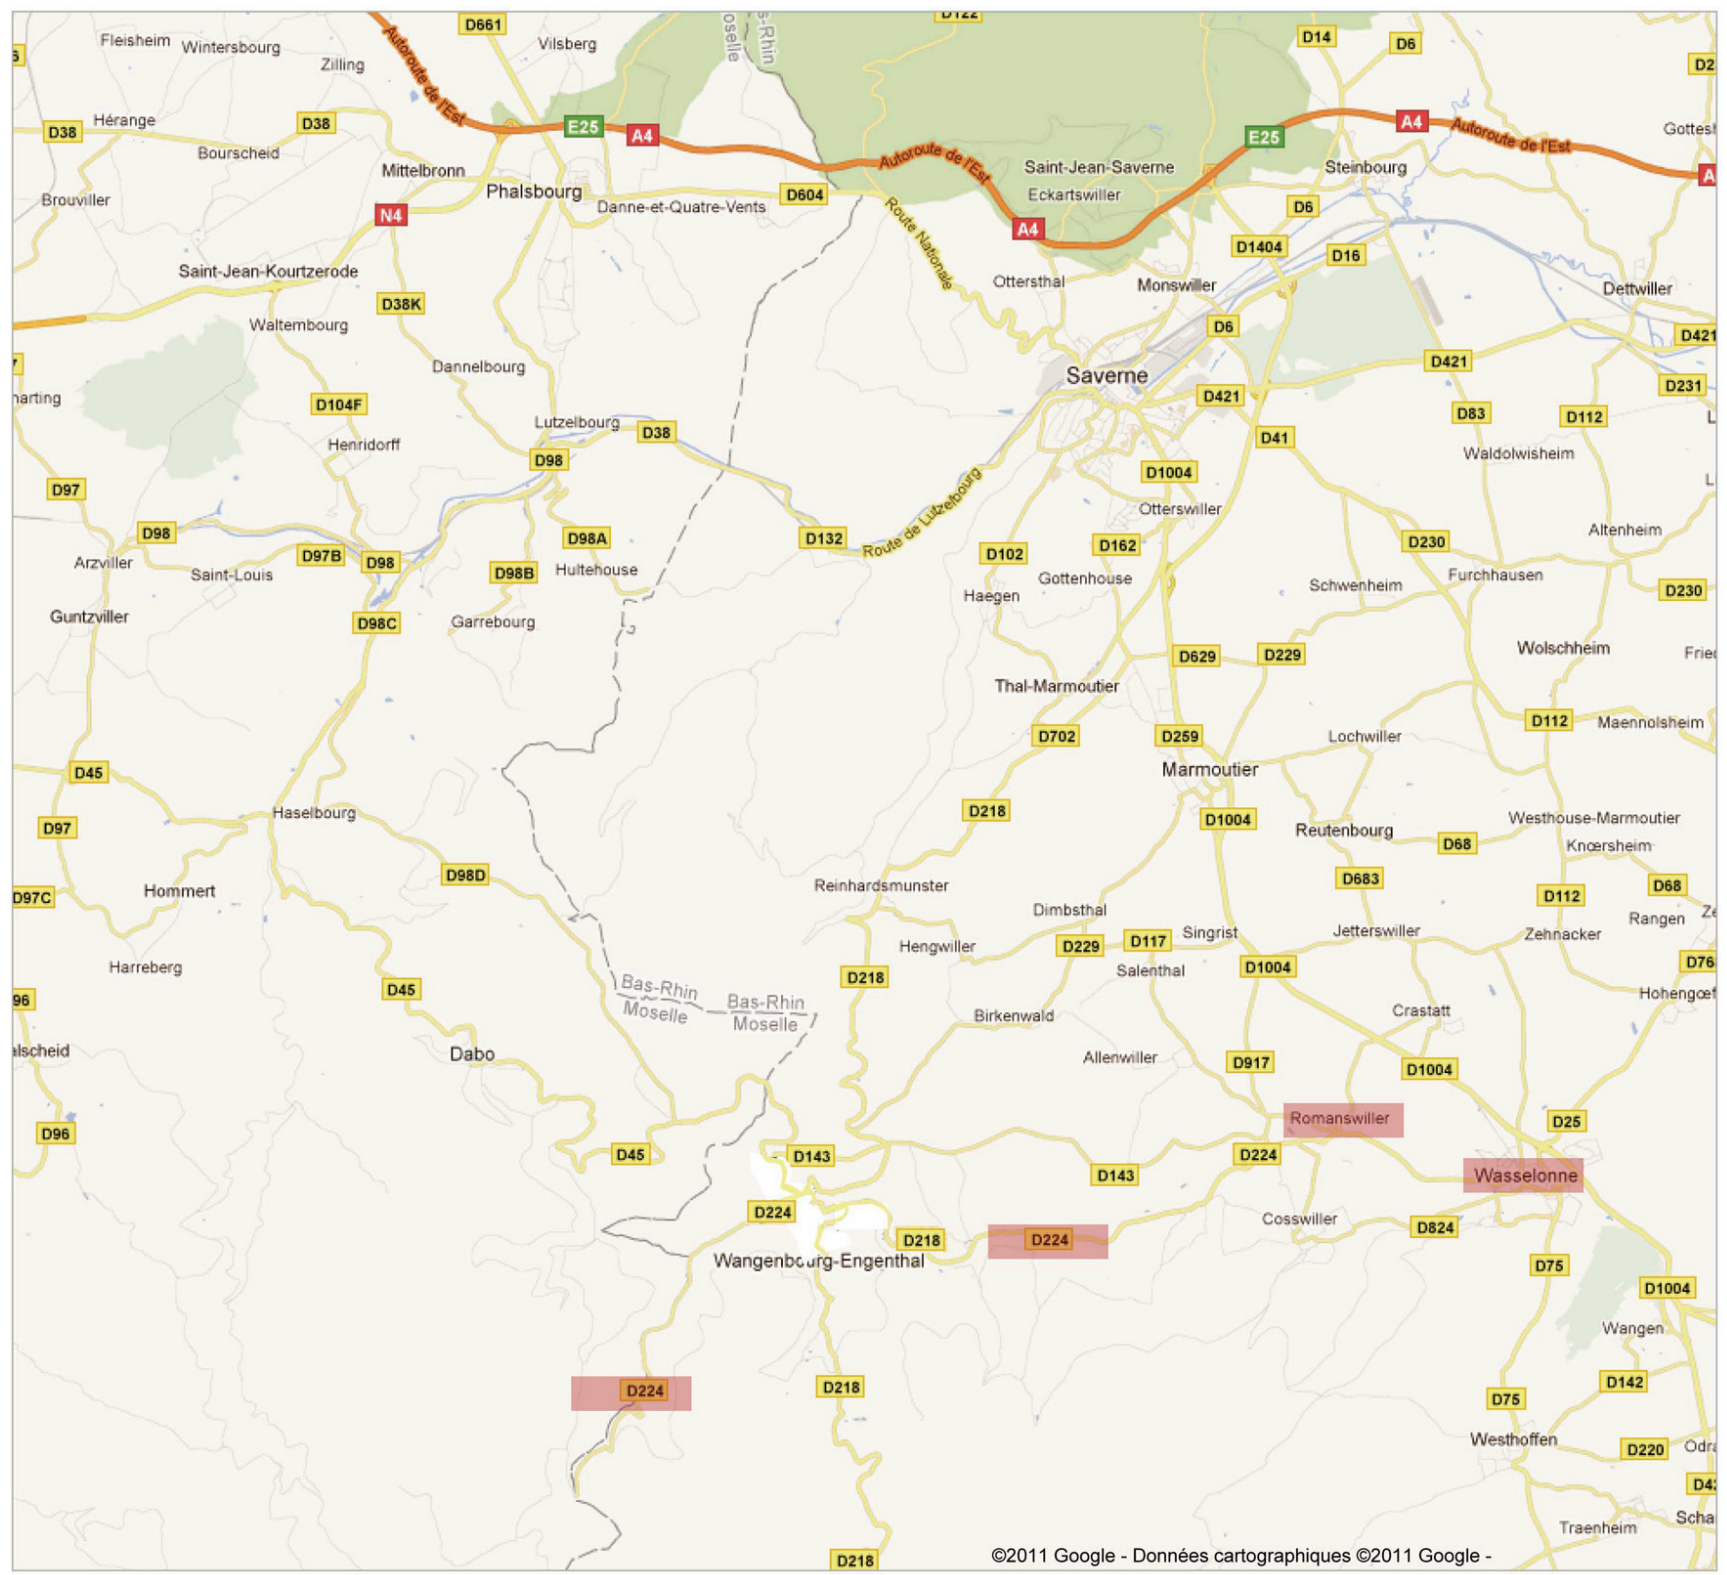 D661
D122
Fleisheim
Wintersbourg
Vilsberg
Zilling
Moselle
Autoroute de l'Est
D14
D6
D38
Hérange
D38
E25
A4
E25
A4
Autoroute de l'Est
Bourscheid
Mittelbronn
Autoroute de l'Est
Saint-Jean-Saverne
Steinbourg
Brouviller
N4
Phalsbourg
Danne-et-Quatre-Vents
D604
Eckartswiller
D6
A4
Route Nationale
D1404
D16
Saint-Jean-Kourtzerode
D38K
Ottersthal
Monswiller
Dettwiller
Waltembourg
D6
D421
Dannelbourg
Saverne
D421
D421
D231
D104F
Henridorff
Lutzelbourg
D38
D41
D83
D112
Waldolwisheim
D98
D1004
D97
Otterswiller
Route de Lutzelbourg
D98
D97B
D98
D98A
D132
D102
D162
D230
Altenheim
Arzviller
Saint-Louis
D98B
Hultehouse
Haegen
Gottenhouse
Schwenheim
Furchhausen
D230
Guntzviller
D98C
Garrebourg
D629
D229
Wolschheim
Thal-Marmoutier
D702
D259
Lochwiller
D112
Maennolsheim
D45
Marmoutier
Haselbourg
D97
D218
D1004
Reutenbourg
Westhouse-Marmoutier
D68
Knœrsheim
D98D
Hommert
D97C
Reinhardsmunster
D683
D112
D68
Rangen
Dimbsthal
Hengwiller
D229
D117
Singrist
Jetterswiller
Zehnacker
Harreberg
D45
Bas-Rhin
Moselle
Bas-Rhin
Moselle
D218
Salenthal
D1004
D76
Birkenwald
Crastatt
Dabo
Allenwiller
D917
D1004
D96
Romanswiller
D25
D45
D143
D143
D224
Wasselonne
D224
D218
D224
Cosswiller
D824
Wangenbourg-Engenthal
D75
D1004
Wangen
D224
D218
D142
D75
Westhoffen
D220
Traenheim
D218
©2011 Google - Données cartographiques ©2011 Google -